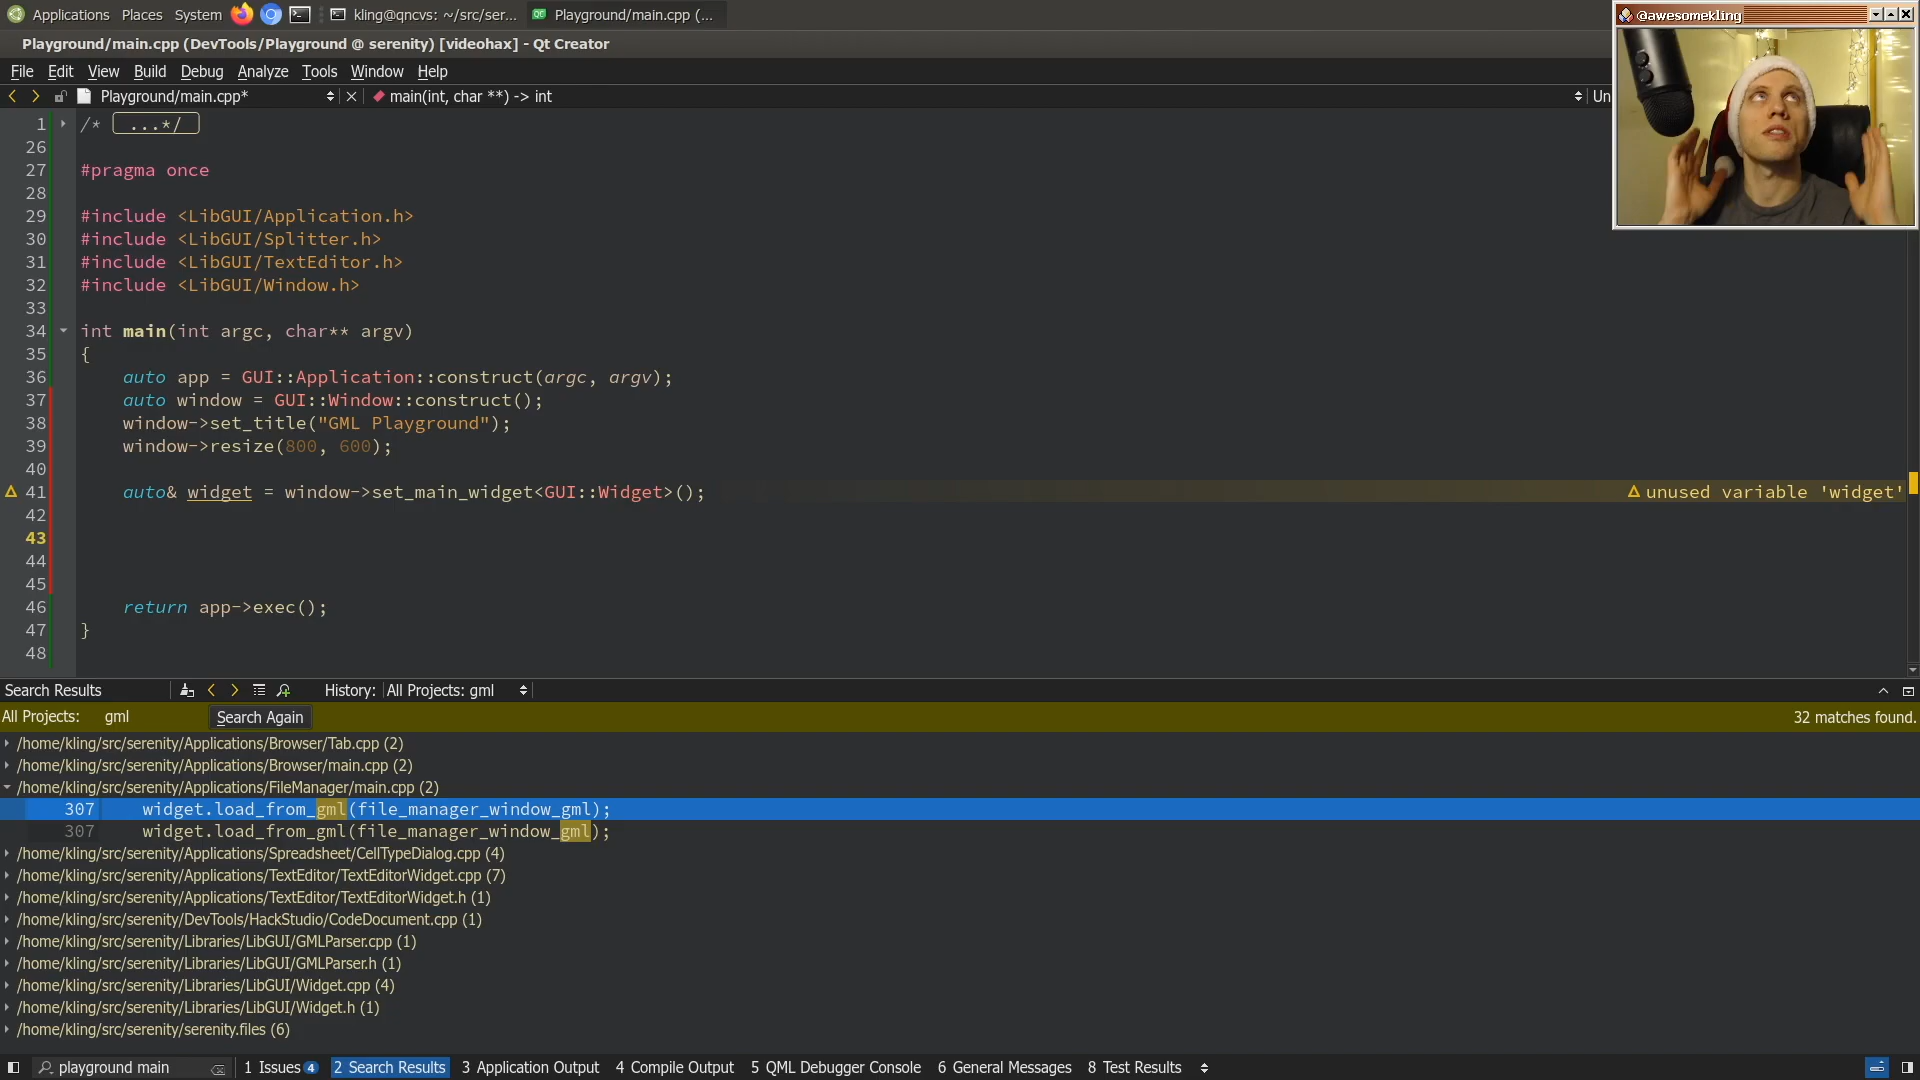 Applications Places System kling@qncvs: ~/src/ser... Playground/main.cpp (...
@awesomekling
Playground/main.cpp (DevTools/Playground @ serenity) [videohax] - Qt Creator
File Edit View Build Debug Analyze Tools Window Help
Playground/main.cpp* main(int, char **) -> int Un
1 /* ...*/
26
27 #pragma once
28
29 #include <LibGUI/Application.h>
30 #include <LibGUI/Splitter.h>
31 #include <LibGUI/TextEditor.h>
32 #include <LibGUI/Window.h>
33
34 int main(int argc, char** argv)
35 {
36 auto app = GUI::Application::construct(argc, argv);
37 auto window = GUI::Window::construct();
38 window->set_title("GML Playground");
39 window->resize(800, 600);
40
41 auto& widget = window->set_main_widget<GUI::Widget>(); unused variable 'widget'
42
43
44
45
46 return app->exec();
47 }
48
Search Results History: All Projects: gml
All Projects: gml Search Again 32 matches found.
/home/kling/src/serenity/Applications/Browser/Tab.cpp (2)
/home/kling/src/serenity/Applications/Browser/main.cpp (2)
/home/kling/src/serenity/Applications/FileManager/main.cpp (2)
307 widget.load_from_gml(file_manager_window_gml);
307 widget.load_from_gml(file_manager_window_gml);
/home/kling/src/serenity/Applications/Spreadsheet/CellTypeDialog.cpp (4)
/home/kling/src/serenity/Applications/TextEditor/TextEditorWidget.cpp (7)
/home/kling/src/serenity/Applications/TextEditor/TextEditorWidget.h (1)
/home/kling/src/serenity/DevTools/HackStudio/CodeDocument.cpp (1)
/home/kling/src/serenity/Libraries/LibGUI/GMLParser.cpp (1)
/home/kling/src/serenity/Libraries/LibGUI/GMLParser.h (1)
/home/kling/src/serenity/Libraries/LibGUI/Widget.cpp (4)
/home/kling/src/serenity/Libraries/LibGUI/Widget.h (1)
/home/kling/src/serenity/serenity.files (6)
playground main 1 Issues 4 2 Search Results 3 Application Output 4 Compile Output 5 QML Debugger Console 6 General Messages 8 Test Results